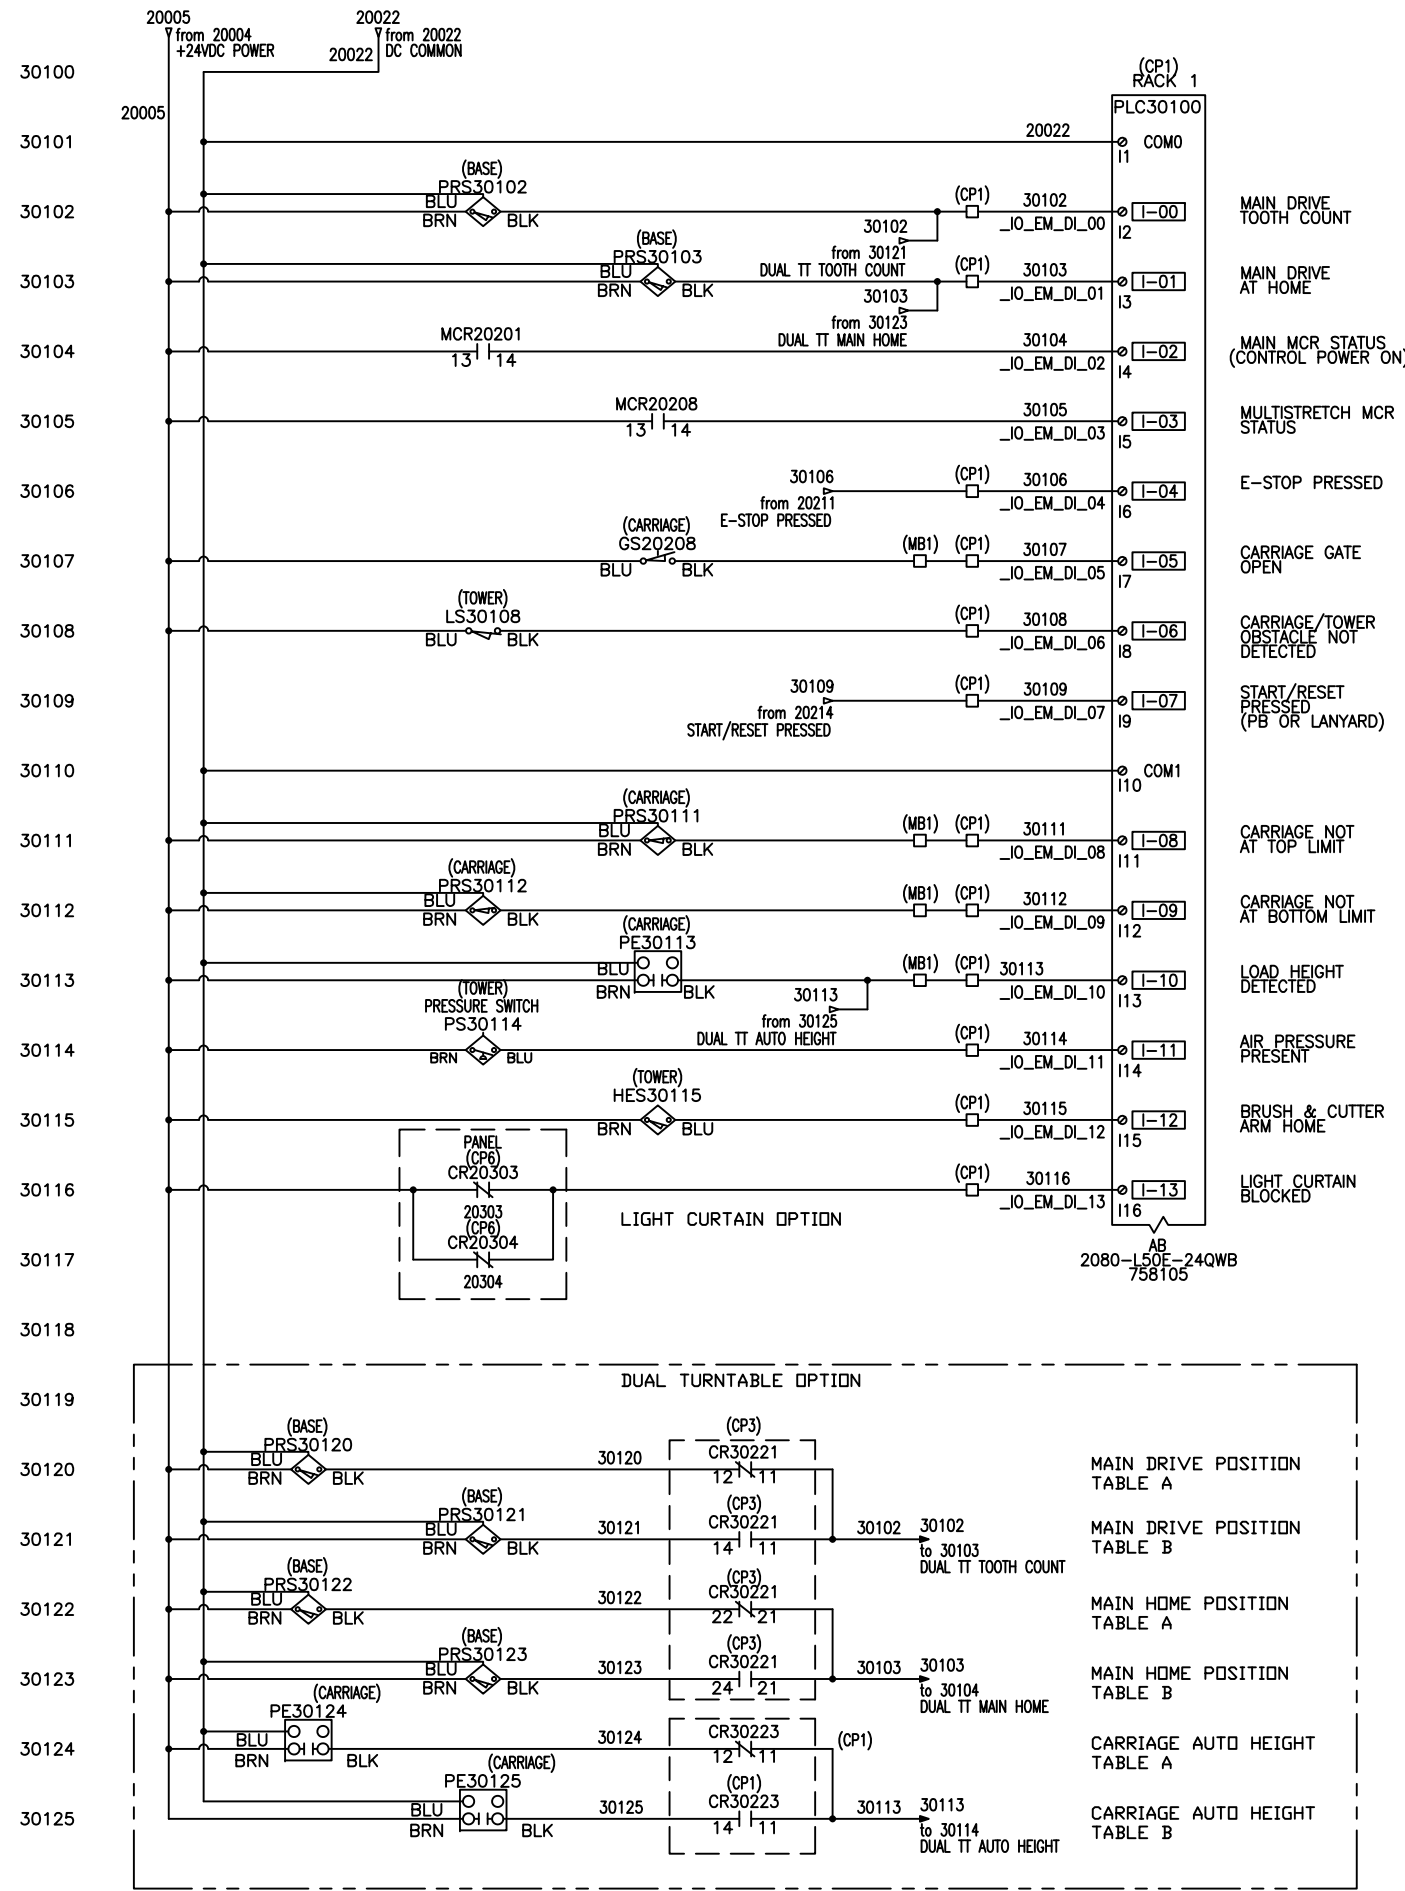 20005
from 20004
+24VDC POWER
20022
from 20022
DC COMMON
20022
30100
20005
(CP1)
RACK 1
PLC30100
30101
20022
COM0
I1
(BASE)
PRS30102
BLU
30102
BRN
BLK
(CP1)
30102
_IO_EM_DI_00
I-00
I2
MAIN DRIVE
TOOTH COUNT
30102
from 30121
DUAL TT TOOTH COUNT
(BASE)
PRS30103
BLU
30103
BRN
BLK
(CP1)
30103
_IO_EM_DI_01
I-01
I3
MAIN DRIVE
AT HOME
30103
from 30123
DUAL TT MAIN HOME
30104
MCR20201
13
14
30104
_IO_EM_DI_02
I-02
I4
MAIN MCR STATUS
(CONTROL POWER ON)
30105
MCR20208
13
14
30105
_IO_EM_DI_03
I-03
I5
MULTISTRETCH MCR
STATUS
30106
30106
from 20211
E-STOP PRESSED
(CP1)
30106
_IO_EM_DI_04
I-04
I6
E-STOP PRESSED
30107
(CARRIAGE)
GS20208
BLU
BLK
(MB1)
(CP1)
30107
_IO_EM_DI_05
I-05
I7
CARRIAGE GATE
OPEN
30108
(TOWER)
LS30108
BLU
BLK
(CP1)
30108
_IO_EM_DI_06
I-06
I8
CARRIAGE/TOWER
OBSTACLE NOT
DETECTED
30109
30109
from 20214
START/RESET PRESSED
(CP1)
30109
_IO_EM_DI_07
I-07
I9
START/RESET
PRESSED
(PB OR LANYARD)
30110
COM1
I10
30111
(CARRIAGE)
PRS30111
BLU
BRN
BLK
(MB1)
(CP1)
30111
_IO_EM_DI_08
I-08
I11
CARRIAGE NOT
AT TOP LIMIT
30112
(CARRIAGE)
PRS30112
BLU
BRN
BLK
(MB1)
(CP1)
30112
_IO_EM_DI_09
I-09
I12
CARRIAGE NOT
AT BOTTOM LIMIT
30113
(CARRIAGE)
PE30113
BLU
BRN
BLK
30113
from 30125
DUAL TT AUTO HEIGHT
(MB1)
(CP1)
30113
_IO_EM_DI_10
I-10
I13
LOAD HEIGHT
DETECTED
30114
(TOWER)
PRESSURE SWITCH
PS30114
BRN
BLU
(CP1)
30114
_IO_EM_DI_11
I-11
I14
AIR PRESSURE
PRESENT
30115
(TOWER)
HES30115
BRN
BLU
(CP1)
30115
_IO_EM_DI_12
I-12
I15
BRUSH & CUTTER
ARM HOME
30116
PANEL
(CP6)
CR20303
20303
(CP1)
30116
_IO_EM_DI_13
I-13
I16
LIGHT CURTAIN
BLOCKED
LIGHT CURTAIN OPTION
30117
(CP6)
CR20304
20304
AB
2080-L50E-24QWB
758105
30118
30119
DUAL TURNTABLE OPTION
30120
(BASE)
PRS30120
BLU
BRN
BLK
30120
(CP3)
CR30221
12
11
MAIN DRIVE POSITION
TABLE A
30121
(BASE)
PRS30121
BLU
BRN
BLK
30121
(CP3)
CR30221
14
11
30102
30102
to 30103
DUAL TT TOOTH COUNT
MAIN DRIVE POSITION
TABLE B
30122
(BASE)
PRS30122
BLU
BRN
BLK
30122
(CP3)
CR30221
22
21
MAIN HOME POSITION
TABLE A
30123
(BASE)
PRS30123
BLU
BRN
BLK
30123
(CP3)
CR30221
24
21
30103
30103
to 30104
DUAL TT MAIN HOME
MAIN HOME POSITION
TABLE B
30124
(CARRIAGE)
PE30124
BLU
BRN
BLK
30124
CR30223
12
11
(CP1)
CARRIAGE AUTO HEIGHT
TABLE A
30125
(CARRIAGE)
PE30125
BLU
BRN
BLK
30125
(CP1)
CR30223
14
11
30113
30113
to 30114
DUAL TT AUTO HEIGHT
CARRIAGE AUTO HEIGHT
TABLE B